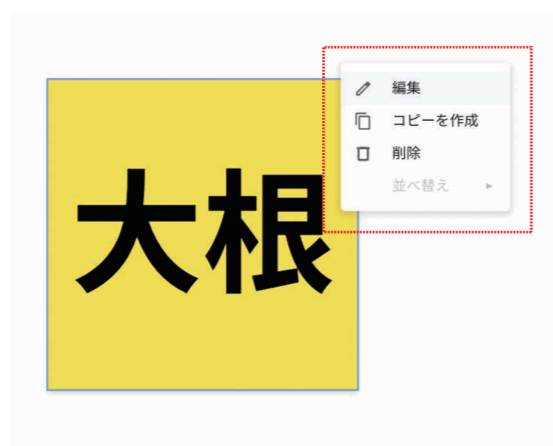 大根
編集
コピーを作成
削除
並べ替え